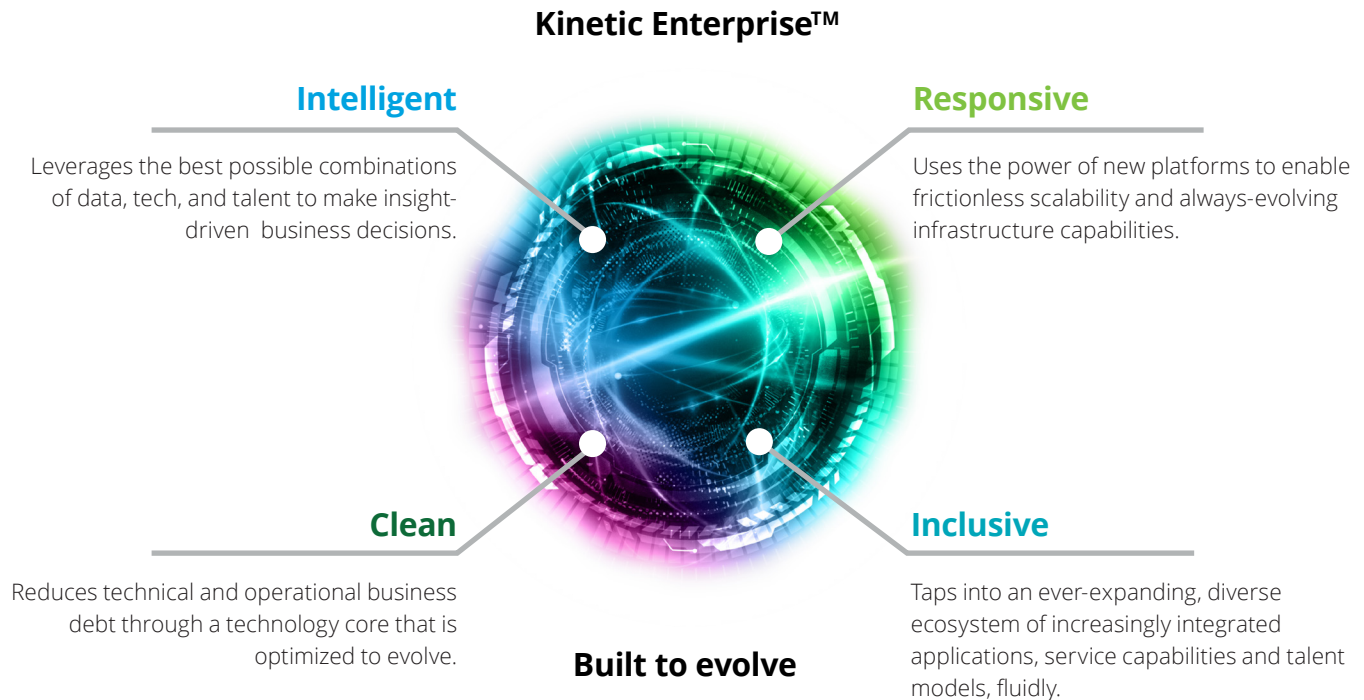 Kinetic Enterprise™
Intelligent
Leverages the best possible combinations
of data, tech, and talent to make insight-
driven  business decisions.
Responsive
Uses the power of new platforms to enable
frictionless scalability and always-evolving
infrastructure capabilities.
Clean
Reduces technical and operational business
debt through a technology core that is
optimized to evolve.
Inclusive
Taps into an ever-expanding, diverse
ecosystem of increasingly integrated
applications, service capabilities and talent
models, fluidly.
Built to evolve